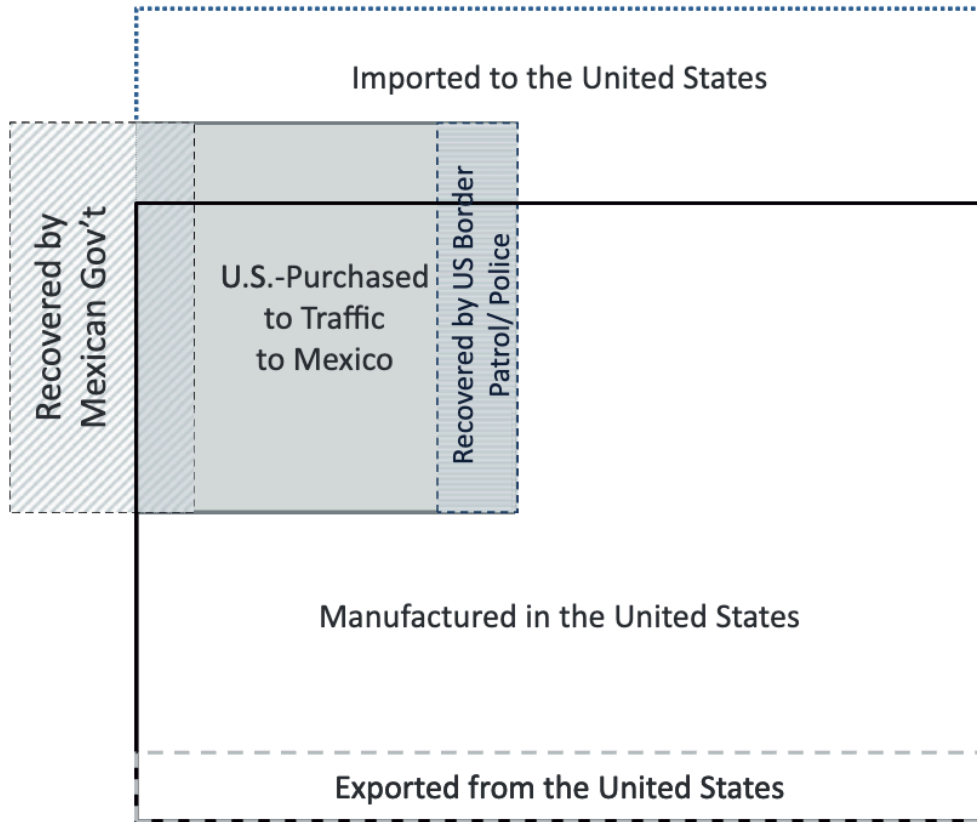 Imported to the United States
Recovered by
Mexican Gov't
U.S.-Purchased
to Traffic
to Mexico
Recovered by US Border
Patrol/ Police
Manufactured in the United States
Exported from the United States